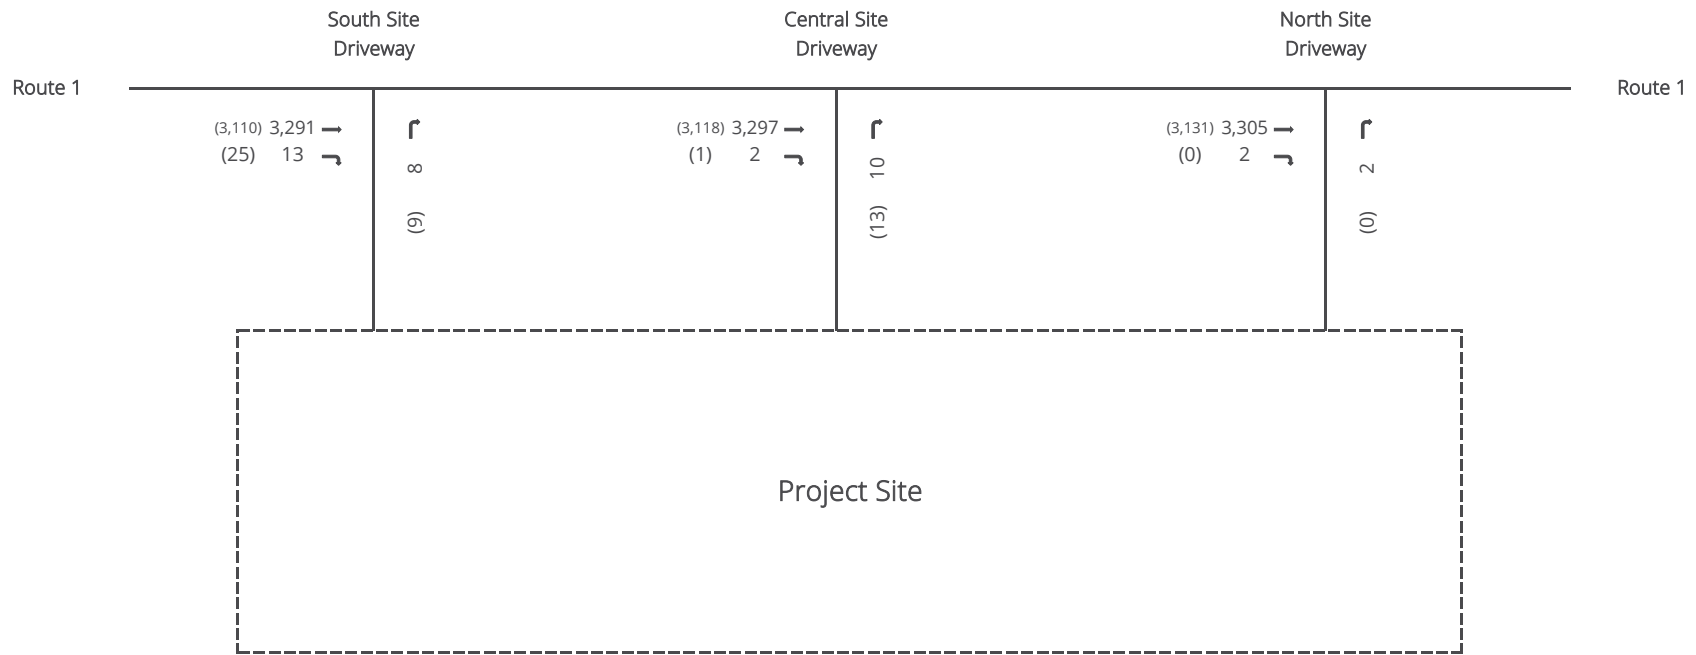 South Site
Driveway
Central Site
Driveway
North Site
Driveway
Route 1
Route 1
(3,110) 3,291
(25) 13
8
(9)
(3,118) 3,297
(1) 2
10
(13)
(3,131) 3,305
(0) 2
2
(0)
Project Site